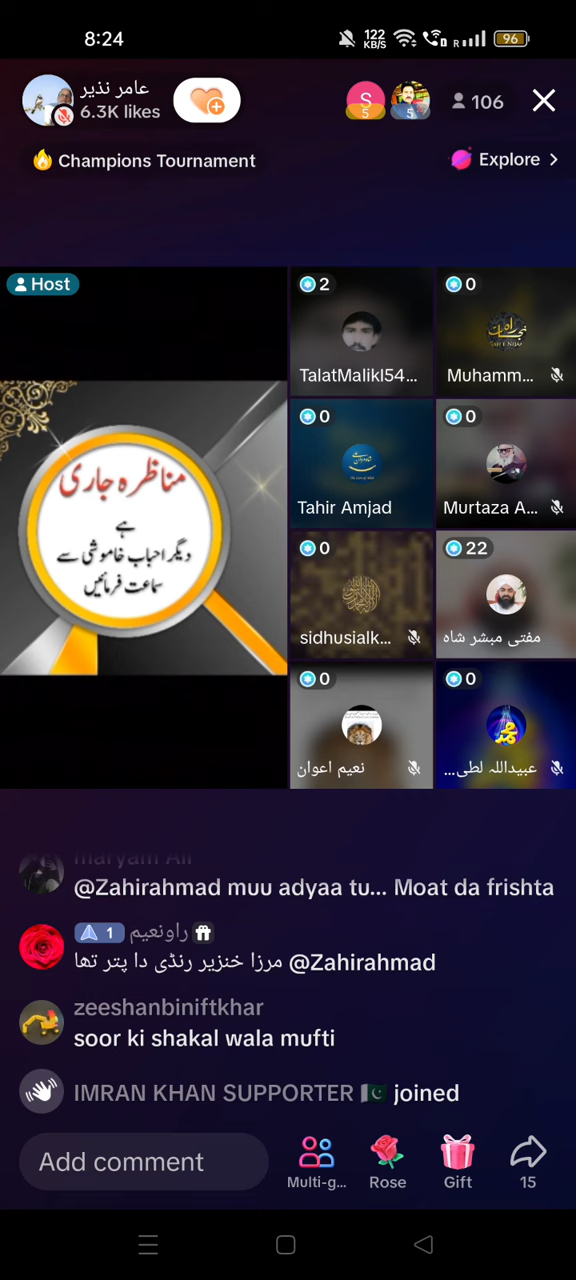 8:24
122 KB/S
R
96
عامر نذیر
6.3K likes
S
5
5
106
Champions Tournament
Explore
Host
مناظرہ جاری
ہے
دیگر احباب خاموشی سے
سماعت فرمائیں
2
TalatMalikl54...
0
Muhamm...
0
Tahir Amjad
0
Murtaza A...
0
sidhusialk...
22
مفتی مبشر شاہ
0
نعیم اعوان
0
عبیداللہ لطی...
maryam Ali
@Zahirahmad muu adyaa tu... Moat da frishta
1 راونعیم
مرزا خنزیر رنڈی دا پتر تھا @Zahirahmad
zeeshanbiniftkhar
soor ki shakal wala mufti
IMRAN KHAN SUPPORTER joined
Add comment
Multi-g...
Rose
Gift
15